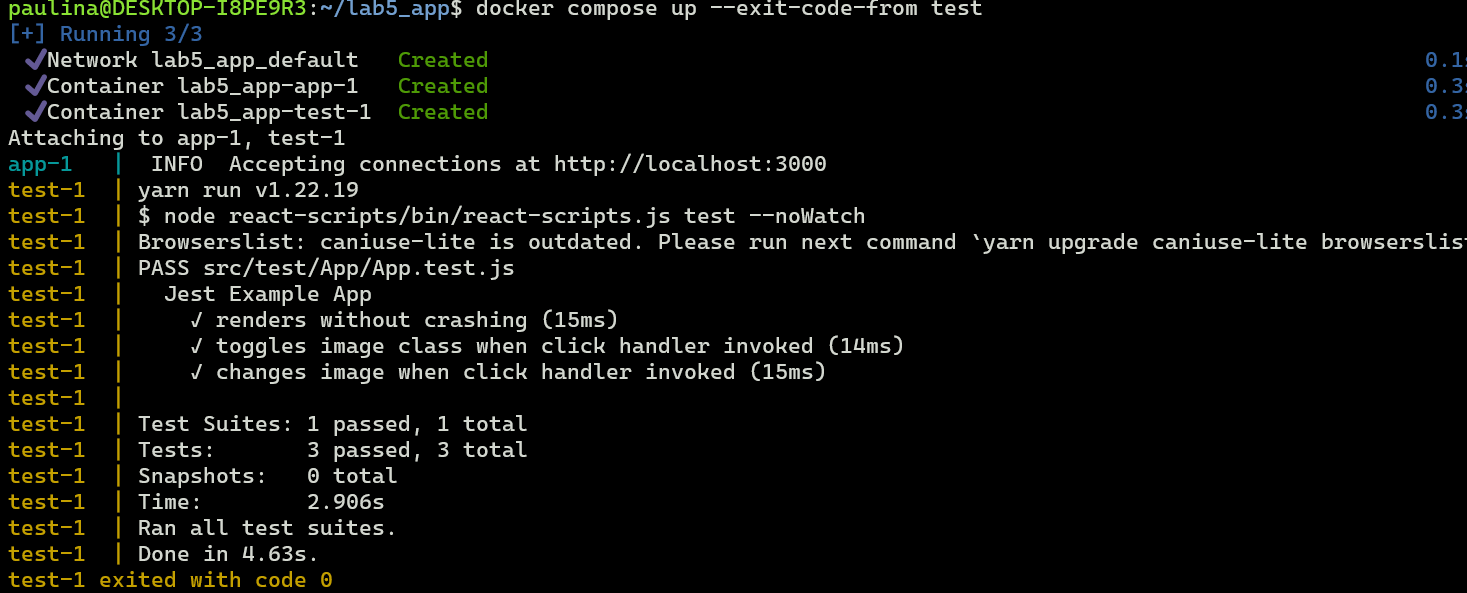 paulina@DESKTOP-I8PE9R3:~/lab5_app$ docker compose up --exit-code-from test
[+] Running 3/3
✔Network lab5_app_default   Created   0.1s
✔Container lab5_app-app-1   Created   0.3s
✔Container lab5_app-test-1  Created   0.3s
Attaching to app-1, test-1
app-1   |  INFO  Accepting connections at http://localhost:3000
test-1  | yarn run v1.22.19
test-1  | $ node react-scripts/bin/react-scripts.js test --noWatch
test-1  | Browserslist: caniuse-lite is outdated. Please run next command `yarn upgrade caniuse-lite browserslist
test-1  | PASS src/test/App/App.test.js
test-1  |   Jest Example App
test-1  |     ✓ renders without crashing (15ms)
test-1  |     ✓ toggles image class when click handler invoked (14ms)
test-1  |     ✓ changes image when click handler invoked (15ms)
test-1  |
test-1  | Test Suites: 1 passed, 1 total
test-1  | Tests:       3 passed, 3 total
test-1  | Snapshots:   0 total
test-1  | Time:        2.906s
test-1  | Ran all test suites.
test-1  | Done in 4.63s.
test-1 exited with code 0